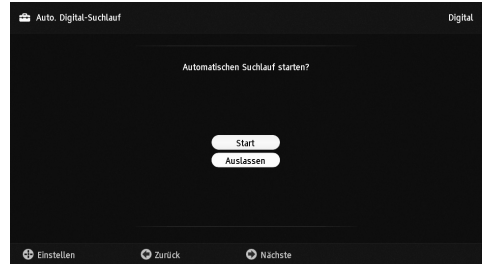 Auto. Digital-Suchlauf Digital
Automatischen Suchlauf starten?
Start
Auslassen
Einstellen Zurück Nächste